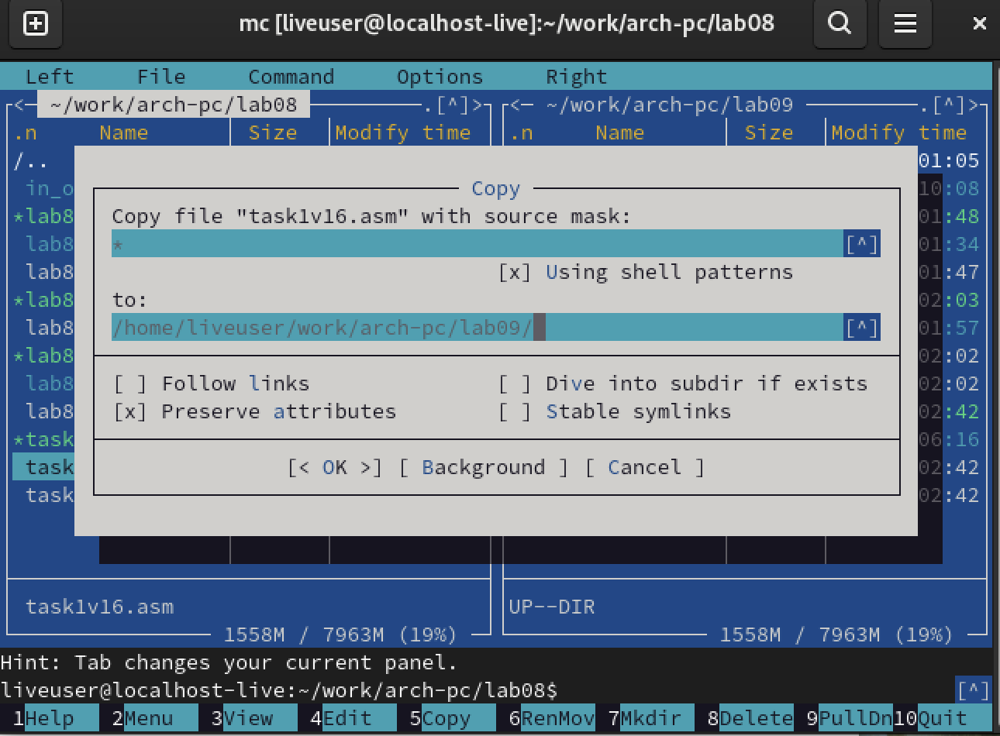 mc [liveuser@localhost-live]:~/work/arch-pc/lab08
Left File Command Options Right
<- ~/work/arch-pc/lab08 .[^]> <- ~/work/arch-pc/lab09 .[^]>
.n Name Size Modify time .n Name Size Modify time
/.. 01:05
in_o 10:08
*lab8 01:48
lab8 01:34
lab8 01:47
*lab8 02:03
lab8 01:57
*lab8 02:02
lab8 02:02
lab8 02:42
*task 06:16
task 02:42
task 02:42
Copy
Copy file "task1v16.asm" with source mask:
* [^]
[x] Using shell patterns
to:
/home/liveuser/work/arch-pc/lab09/ [^]
[ ] Follow links [ ] Dive into subdir if exists
[x] Preserve attributes [ ] Stable symlinks
[< OK >] [ Background ] [ Cancel ]
task1v16.asm UP--DIR
1558M / 7963M (19%) 1558M / 7963M (19%)
Hint: Tab changes your current panel.
liveuser@localhost-live:~/work/arch-pc/lab08$ [^]
1Help 2Menu 3View 4Edit 5Copy 6RenMov 7Mkdir 8Delete 9PullDn 10Quit